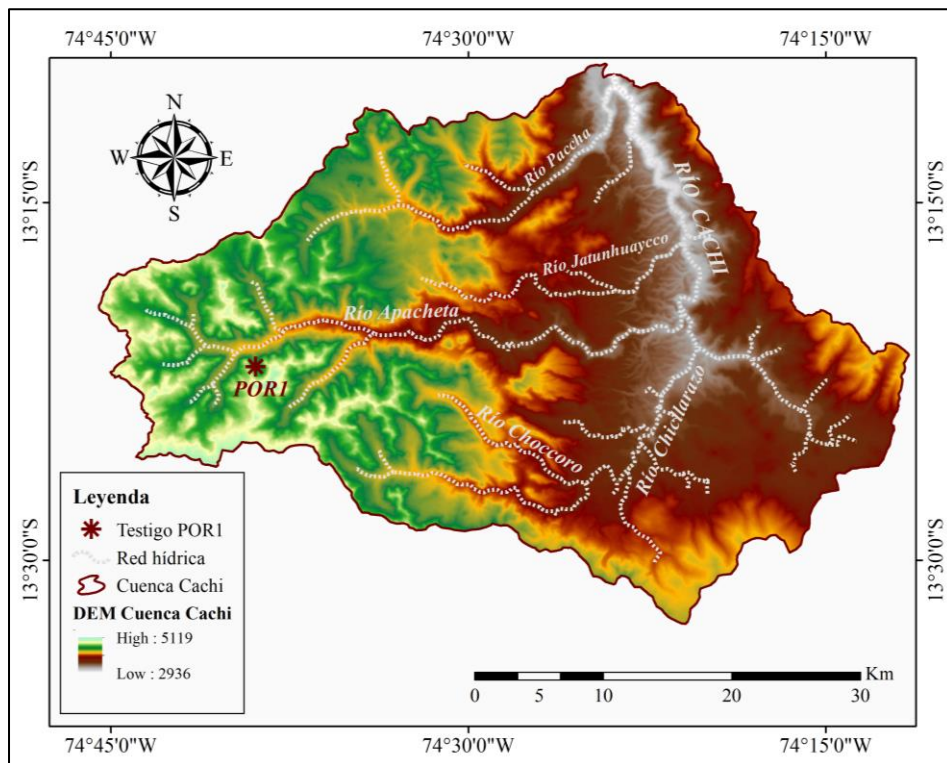 74°45'0"W 74°30'0"W 74°15'0"W
N
W E
S
13°15'0"S 13°15'0"S
Río Paccha
RÍO CACHI
Río Jatunhuaycco
Río Apacheta
POR1
Río Choccoro
Río Chicllarazo
Leyenda
Testigo POR1
Red hídrica
Cuenca Cachi
DEM Cuenca Cachi
High : 5119
Low : 2936
13°30'0"S 13°30'0"S
Km
0 5 10 20 30
74°45'0"W 74°30'0"W 74°15'0"W